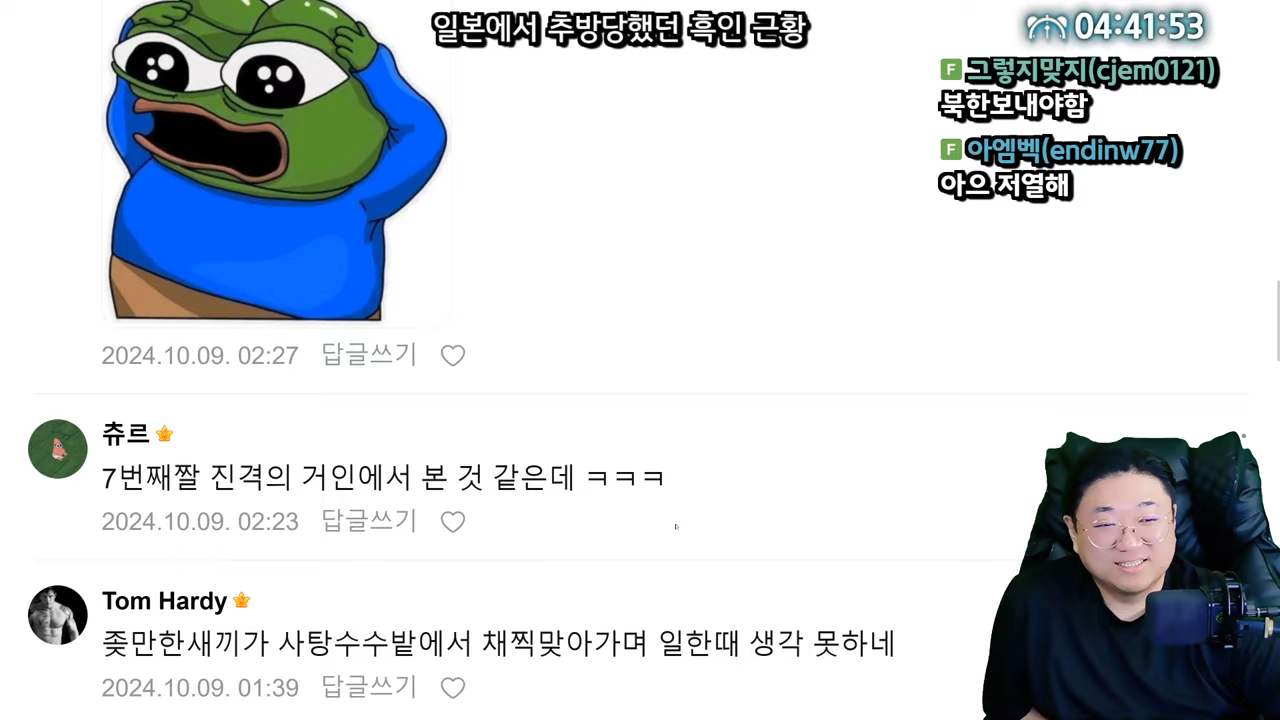 일본에서 추방당했던 흑인 근황
04:41:53
F 그렇지맞지(cjem0121)
북한보내야함
F 아엠벡(endinw77)
아으 저열해
2024.10.09. 02:27 답글쓰기
츄르
7번째짤 진격의 거인에서 본 것 같은데 ㅋㅋㅋ
2024.10.09. 02:23 답글쓰기
Tom Hardy
좆만한새끼가 사탕수수밭에서 채찍맞아가며 일한때 생각 못하네
2024.10.09. 01:39 답글쓰기